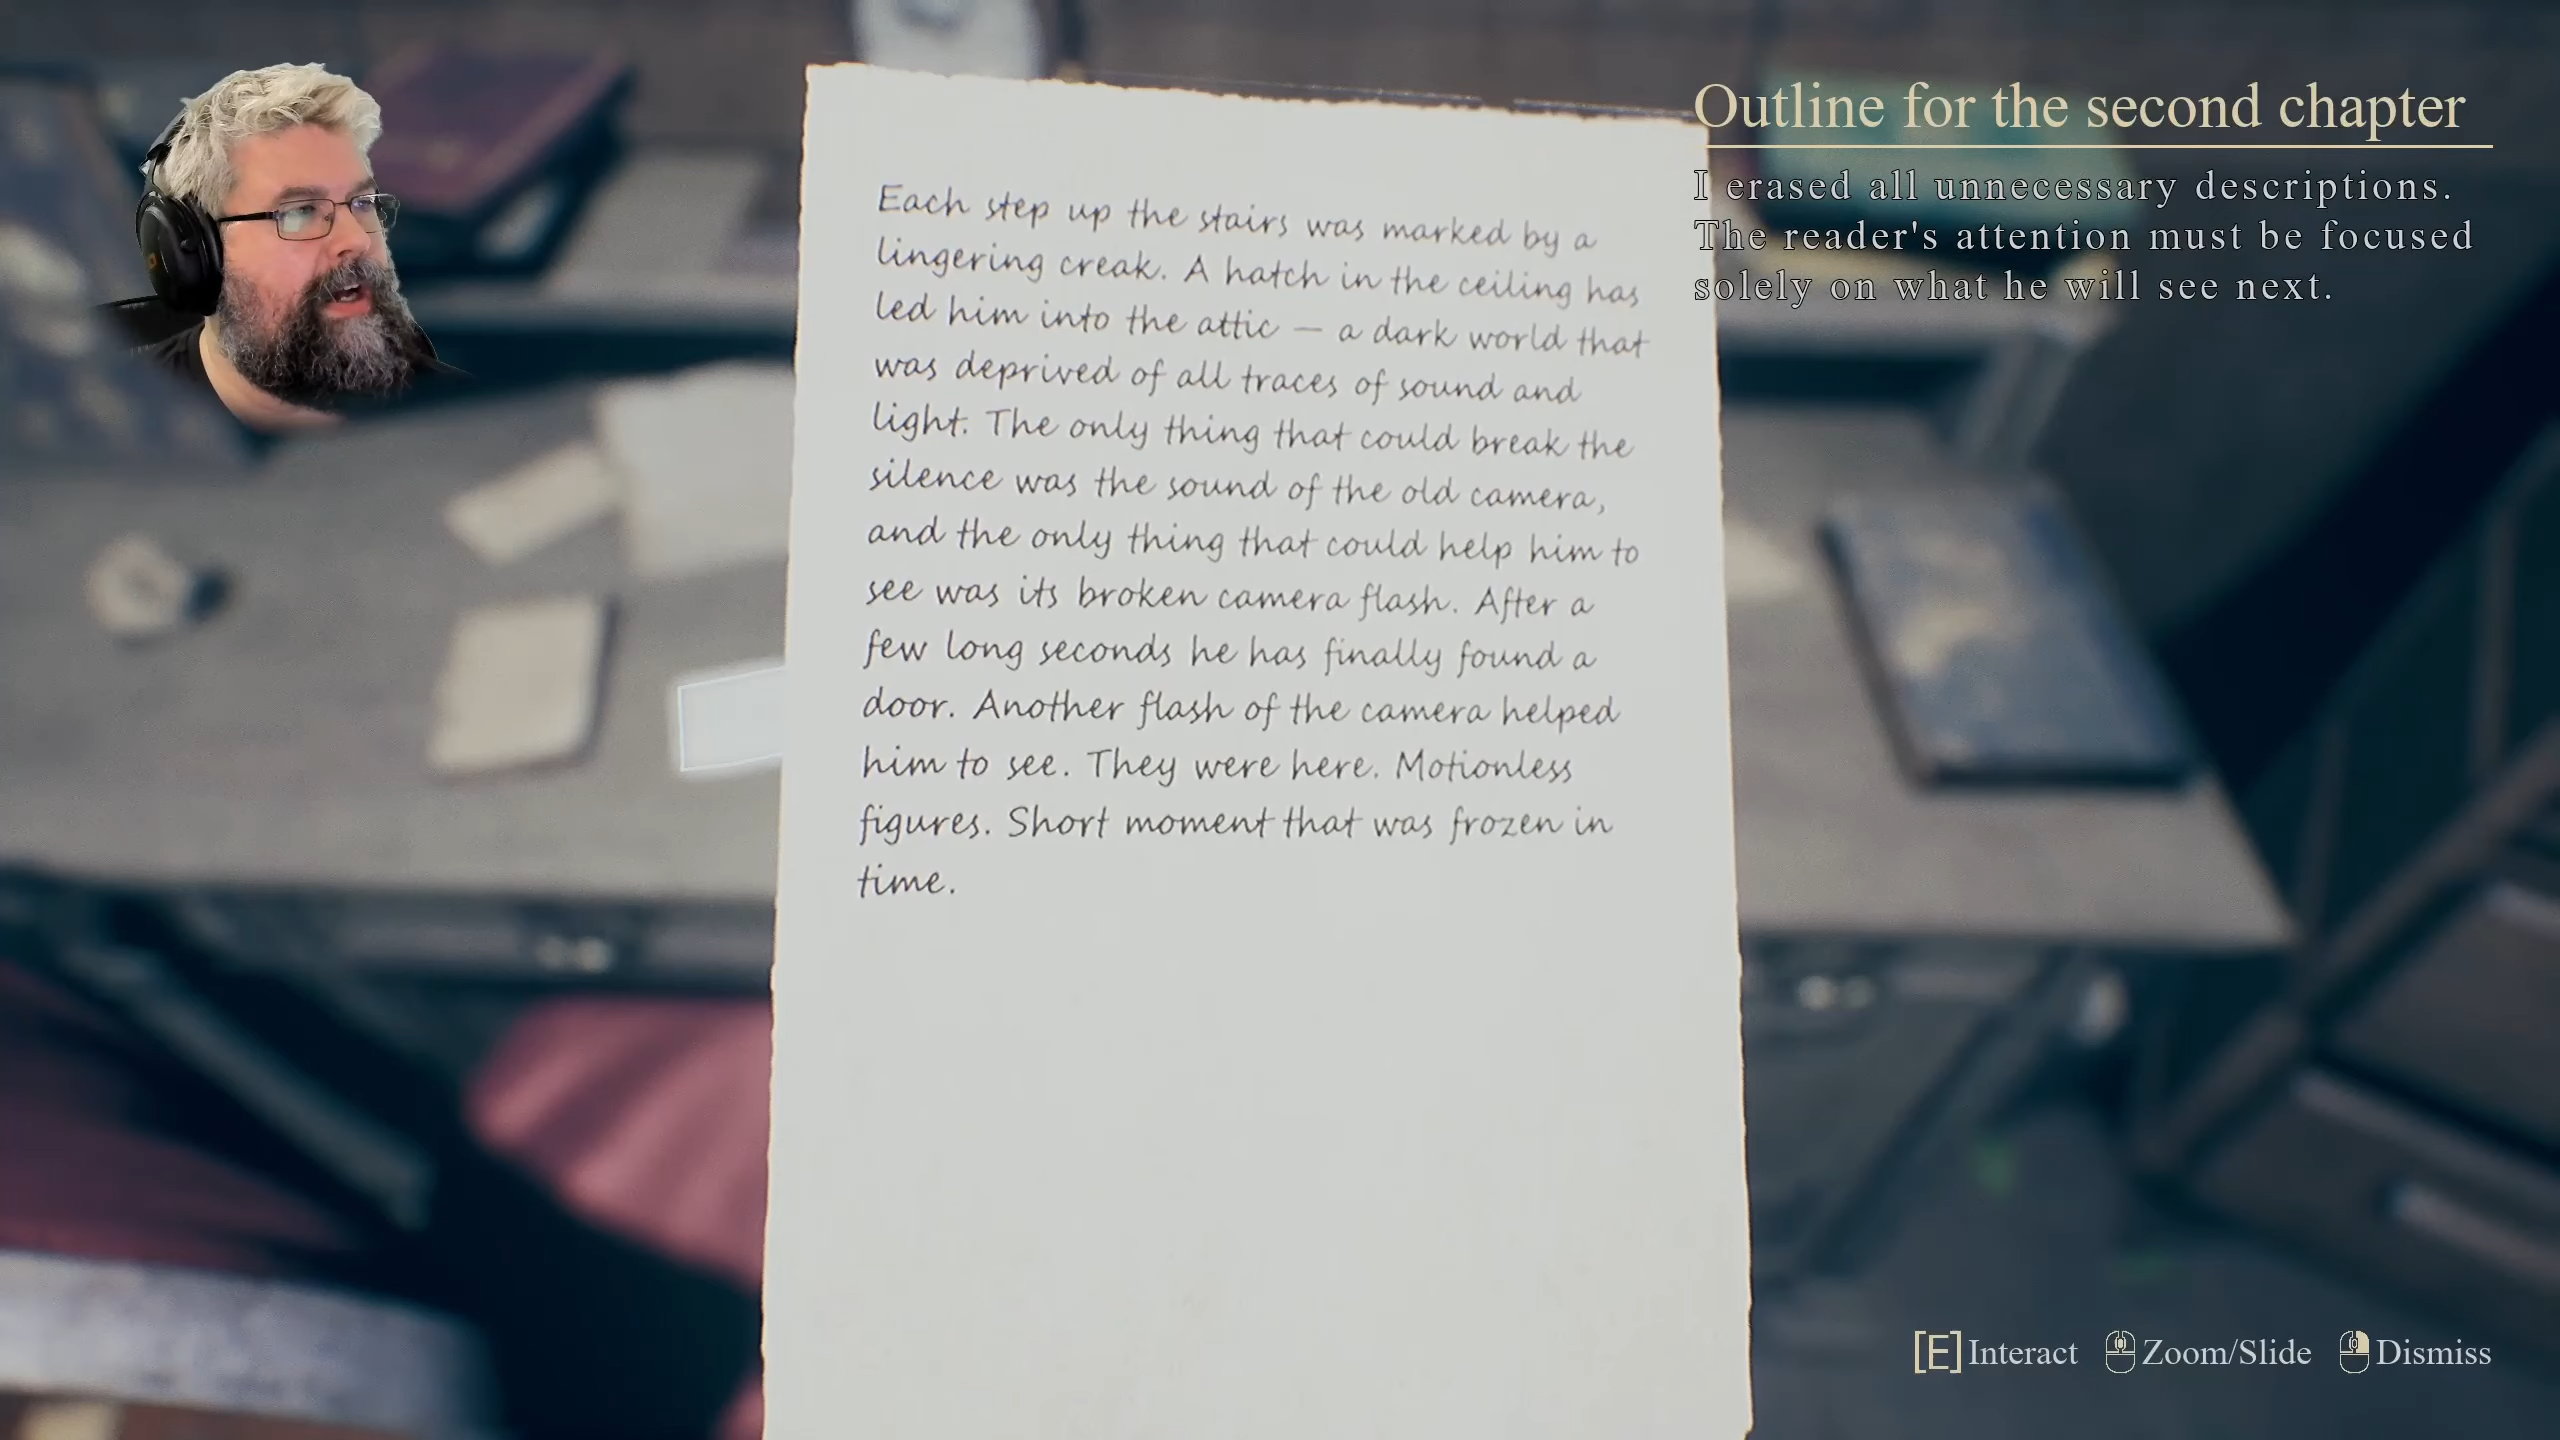 Outline for the second chapter
I erased all unnecessary descriptions.
The reader's attention must be focused
solely on what he will see next.
Each step up the stairs was marked by a
lingering creak. A hatch in the ceiling has
led him into the attic — a dark world that
was deprived of all traces of sound and
light. The only thing that could break the
silence was the sound of the old camera,
and the only thing that could help him to
see was its broken camera flash. After a
few long seconds he has finally found a
door. Another flash of the camera helped
him to see. They were here. Motionless
figures. Short moment that was frozen in
time.
[E] Interact Zoom/Slide Dismiss